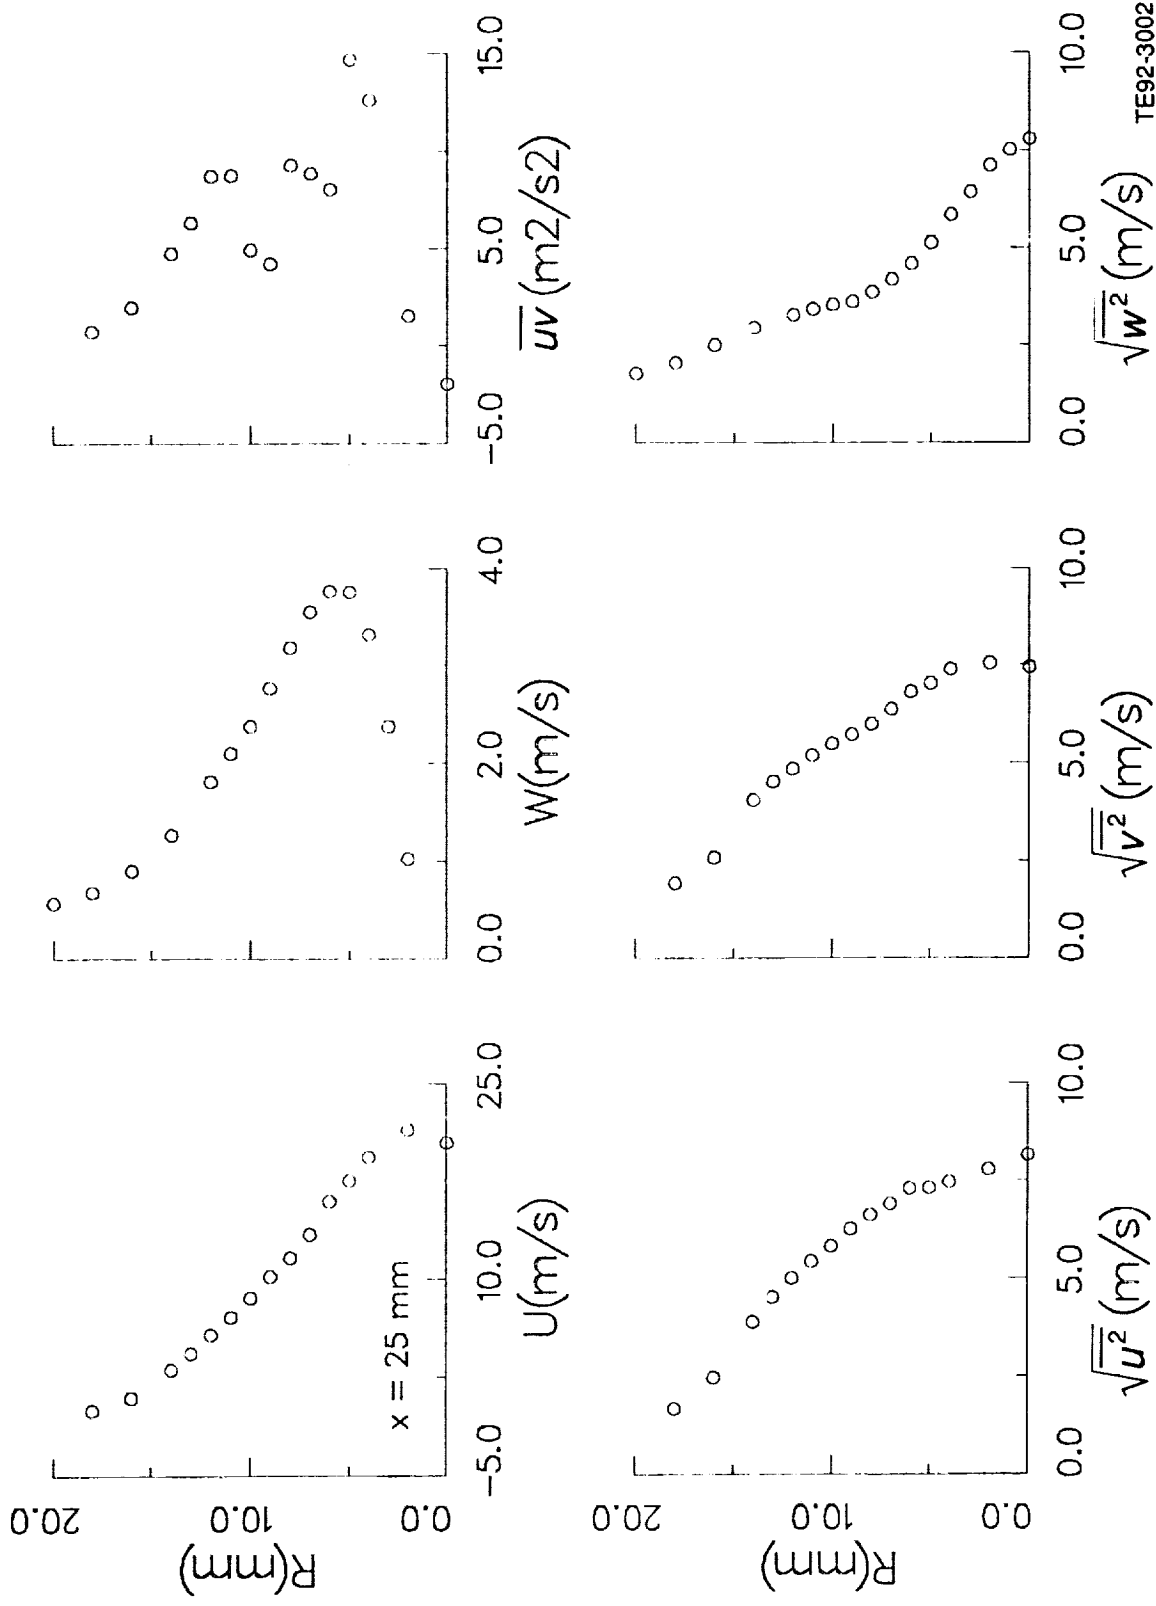 20.0
10.0
0.0
R(mm)
x = 25 mm
−5.0 10.0 25.0
U(m/s)
0.0 2.0 4.0
W(m/s)
−5.0 5.0 15.0
uv (m2/s2)
20.0
10.0
0.0
R(mm)
0.0 5.0 10.0
√u² (m/s)
0.0 5.0 10.0
√v² (m/s)
0.0 5.0 10.0
√w² (m/s)
TE92-3002